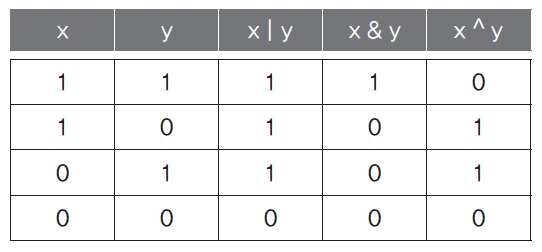 x y x | y x & y x ^ y
1 1 1 1 0
1 0 1 0 1
0 1 1 0 1
0 0 0 0 0